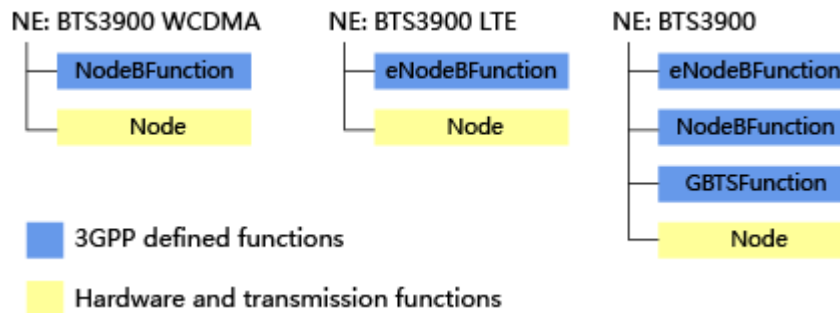 NE: BTS3900 WCDMA
NodeBFunction
Node
NE: BTS3900 LTE
eNodeBFunction
Node
NE: BTS3900
eNodeBFunction
NodeBFunction
GBTSFunction
Node
3GPP defined functions
Hardware and transmission functions